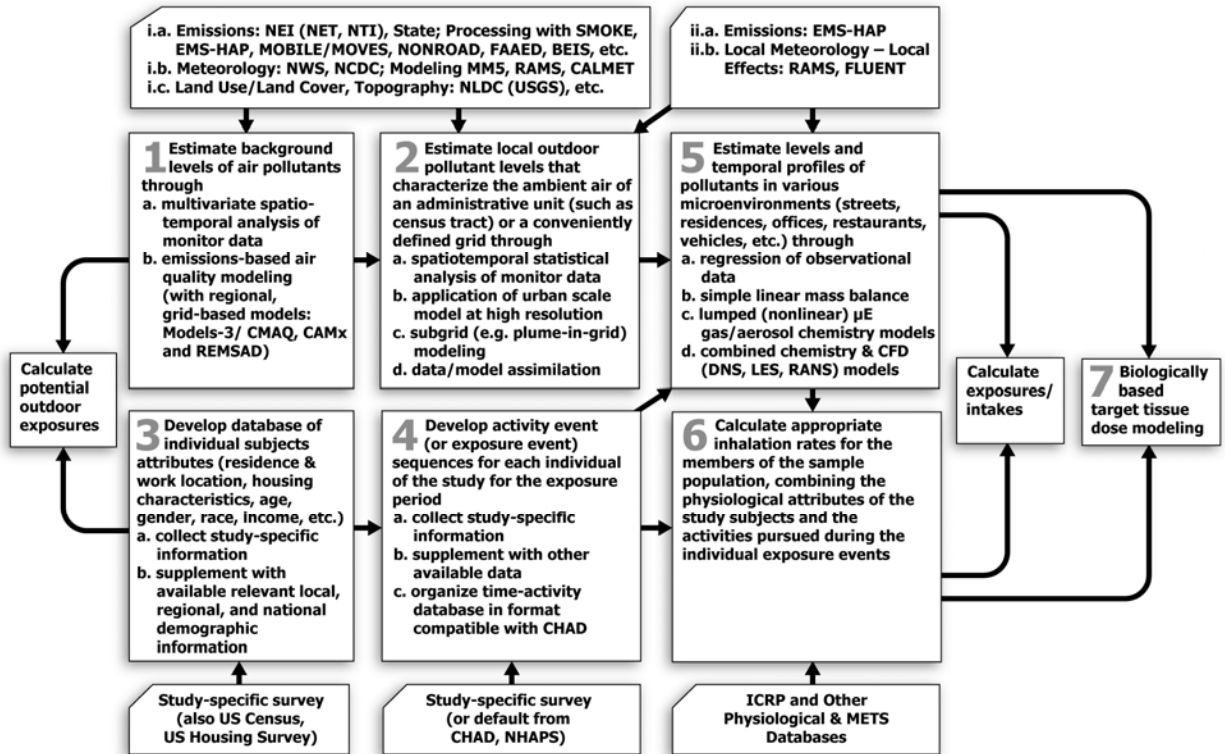 i.a. Emissions: NEI (NET, NTI), State; Processing with SMOKE,
EMS-HAP, MOBILE/MOVES, NONROAD, FAAED, BEIS, etc.
i.b. Meteorology: NWS, NCDC; Modeling MM5, RAMS, CALMET
i.c. Land Use/Land Cover, Topography: NLDC (USGS), etc.
ii.a. Emissions: EMS-HAP
ii.b. Local Meteorology – Local
Effects: RAMS, FLUENT
1 Estimate background
levels of air pollutants
through
a. multivariate spatio-
temporal analysis of
monitor data
b. emissions-based air
quality modeling
(with regional,
grid-based models:
Models-3/ CMAQ, CAMx
and REMSAD)
2 Estimate local outdoor
pollutant levels that
characterize the ambient air of
an administrative unit (such as
census tract) or a conveniently
defined grid through
a. spatiotemporal statistical
analysis of monitor data
b. application of urban scale
model at high resolution
c. subgrid (e.g. plume-in-grid)
modeling
d. data/model assimilation
5 Estimate levels and
temporal profiles of
pollutants in various
microenvironments (streets,
residences, offices, restaurants,
vehicles, etc.) through
a. regression of observational
data
b. simple linear mass balance
c. lumped (nonlinear) µE
gas/aerosol chemistry models
d. combined chemistry & CFD
(DNS, LES, RANS) models
Calculate
potential
outdoor
exposures
Calculate
exposures/
intakes
7 Biologically
based
target tissue
dose modeling
3 Develop database of
individual subjects
attributes (residence &
work location, housing
characteristics, age,
gender, race, income, etc.)
a. collect study-specific
information
b. supplement with
available relevant local,
regional, and national
demographic
information
4 Develop activity event
(or exposure event)
sequences for each individual
of the study for the exposure
period
a. collect study-specific
information
b. supplement with other
available data
c. organize time-activity
database in format
compatible with CHAD
6 Calculate appropriate
inhalation rates for the
members of the sample
population, combining the
physiological attributes of the
study subjects and the
activities pursued during the
individual exposure events
Study-specific survey
(also US Census,
US Housing Survey)
Study-specific survey
(or default from
CHAD, NHAPS)
ICRP and Other
Physiological & METS
Databases